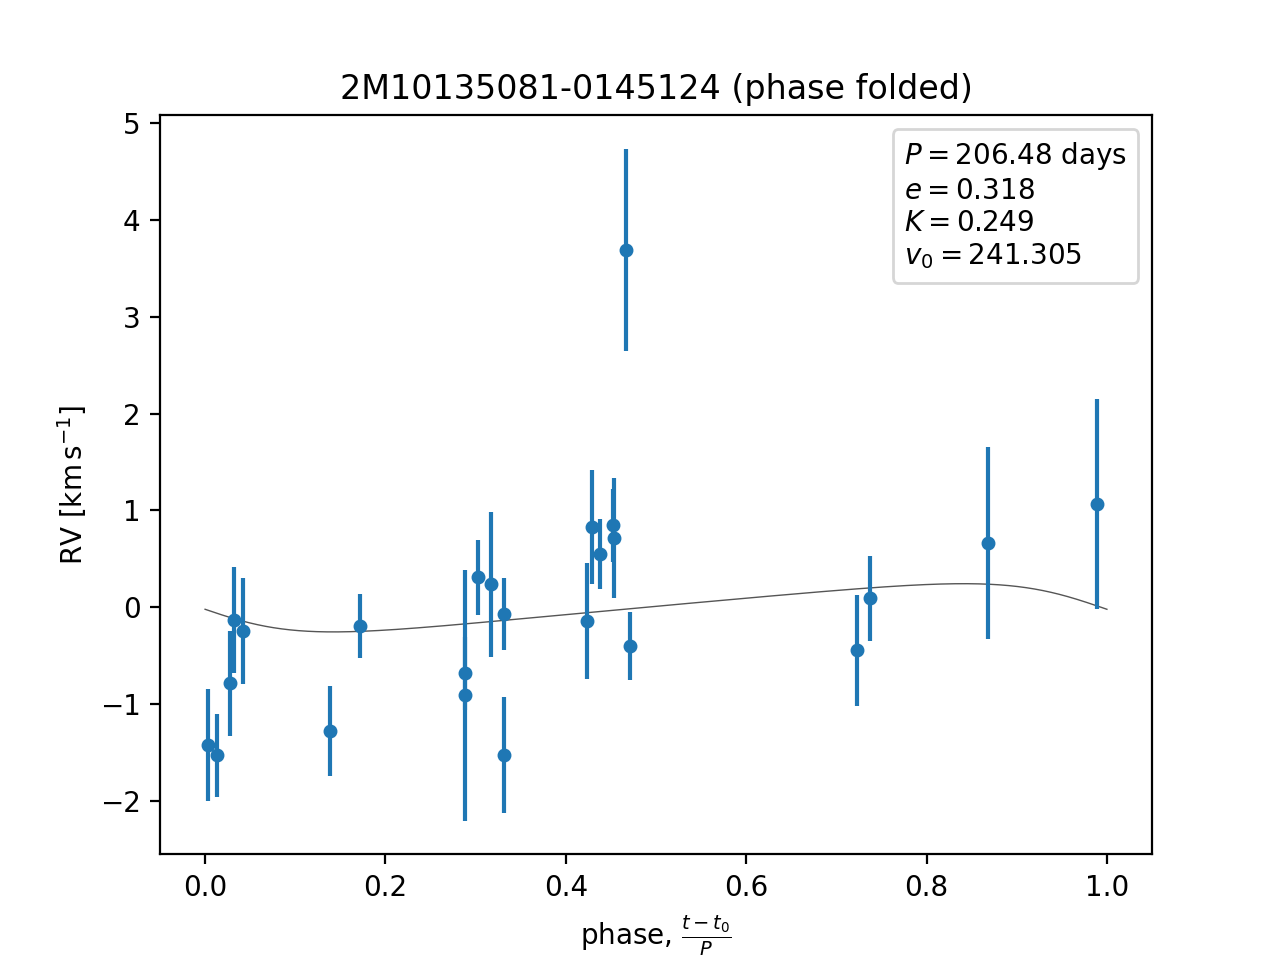 2M10135081-0145124 (phase folded)
P = 206.48 days
e = 0.318
K = 0.249
v₀ = 241.305
RV [km s⁻¹]
5
4
3
2
1
0
−1
−2
0.0 0.2 0.4 0.6 0.8 1.0
phase, (t − t₀)/P